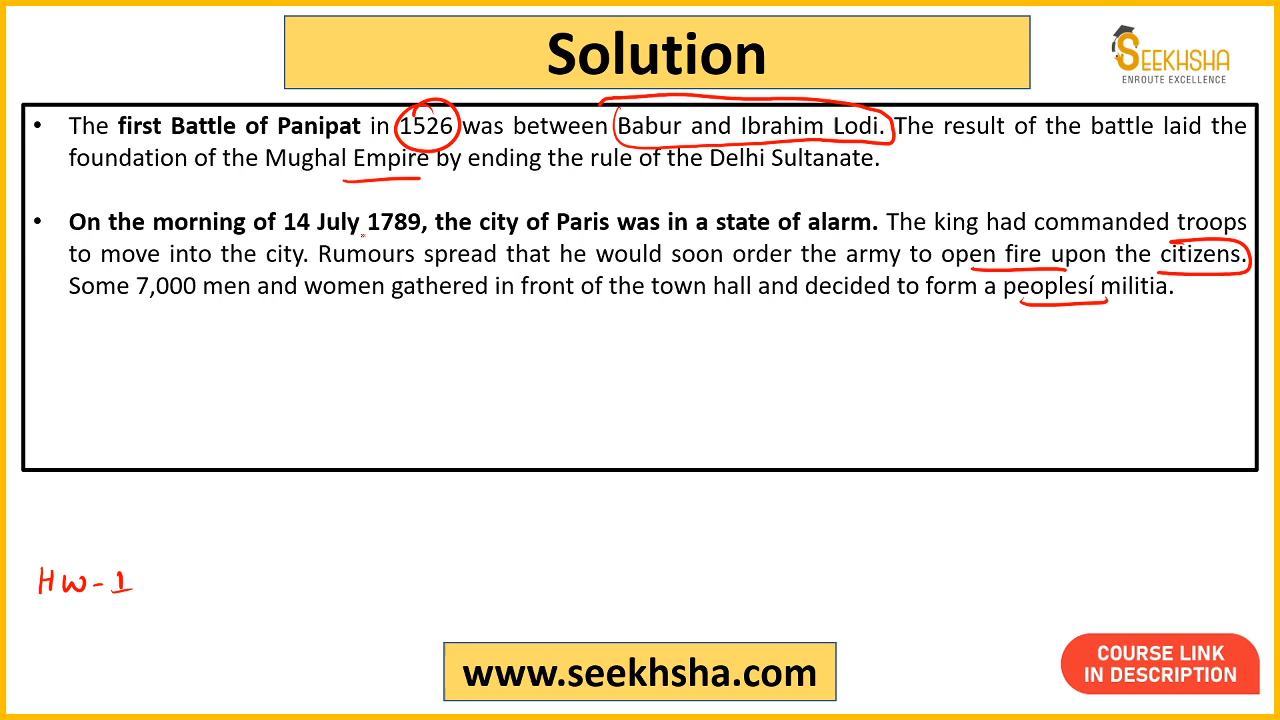 Solution
SEEKHSHA
ENROUTE EXCELLENCE
• The first Battle of Panipat in 1526 was between Babur and Ibrahim Lodi. The result of the battle laid the
foundation of the Mughal Empire by ending the rule of the Delhi Sultanate.
• On the morning of 14 July 1789, the city of Paris was in a state of alarm. The king had commanded troops
to move into the city. Rumours spread that he would soon order the army to open fire upon the citizens.
Some 7,000 men and women gathered in front of the town hall and decided to form a peoplesí militia.
HW-1
www.seekhsha.com
COURSE LINK
IN DESCRIPTION